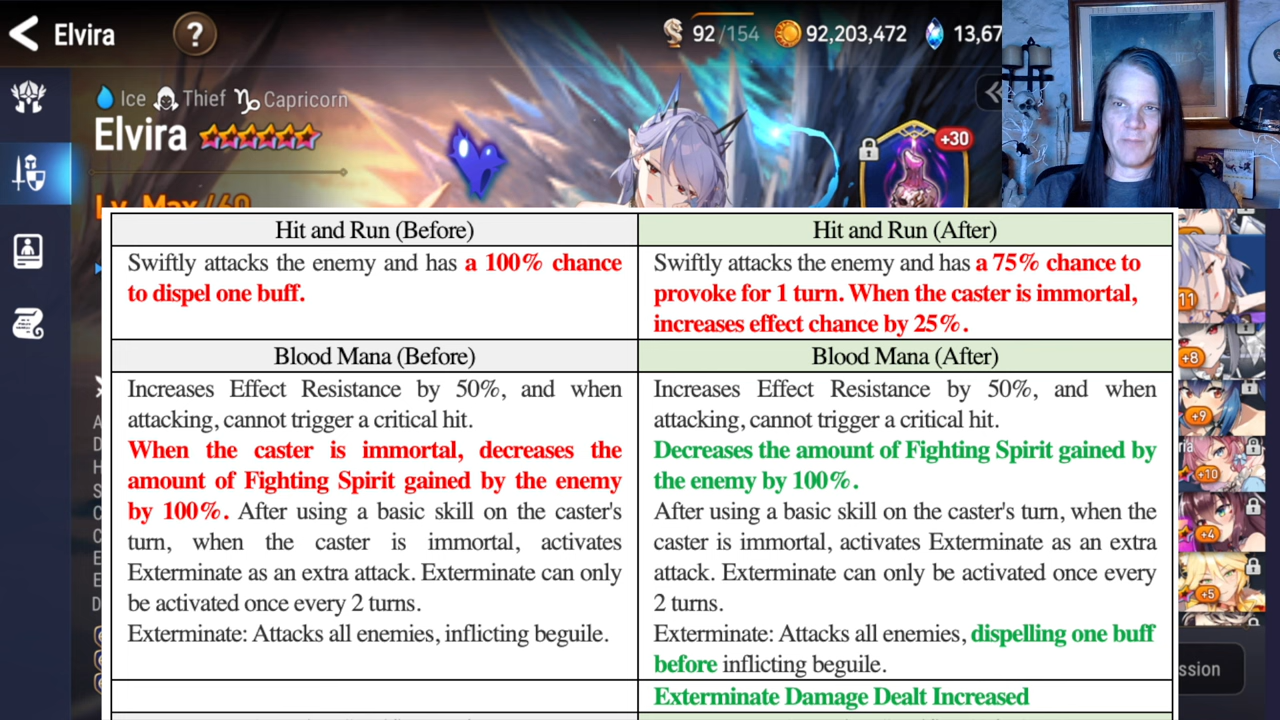 Elvira
?
92/154
92,203,472
13,67
Ice Thief Capricorn
Elvira
+30
Hit and Run (Before)
Hit and Run (After)
Swiftly attacks the enemy and has a 100% chance
to dispel one buff.
Swiftly attacks the enemy and has a 75% chance to
provoke for 1 turn. When the caster is immortal,
increases effect chance by 25%.
Blood Mana (Before)
Blood Mana (After)
Increases Effect Resistance by 50%, and when
attacking, cannot trigger a critical hit.
When the caster is immortal, decreases the
amount of Fighting Spirit gained by the enemy
by 100%. After using a basic skill on the caster's
turn, when the caster is immortal, activates
Exterminate as an extra attack. Exterminate can only
be activated once every 2 turns.
Exterminate: Attacks all enemies, inflicting beguile.
Increases Effect Resistance by 50%, and when
attacking, cannot trigger a critical hit.
Decreases the amount of Fighting Spirit gained by
the enemy by 100%.
After using a basic skill on the caster's turn, when the
caster is immortal, activates Exterminate as an extra
attack. Exterminate can only be activated once every
2 turns.
Exterminate: Attacks all enemies, dispelling one buff
before inflicting beguile.
Exterminate Damage Dealt Increased
11
+8
+9
+10
+4
+5
ssion